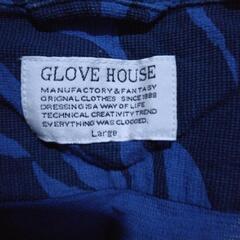 GLOVE HOUSE
MANUFACTORY & FANTASY
ORIGNAL CLOTHES SINCE 1988
DRESSING IS A WAY OF LIFE
TECHNICAL CREATIVITY TREND
EVERYTHING WAS CLOGGED.
Large